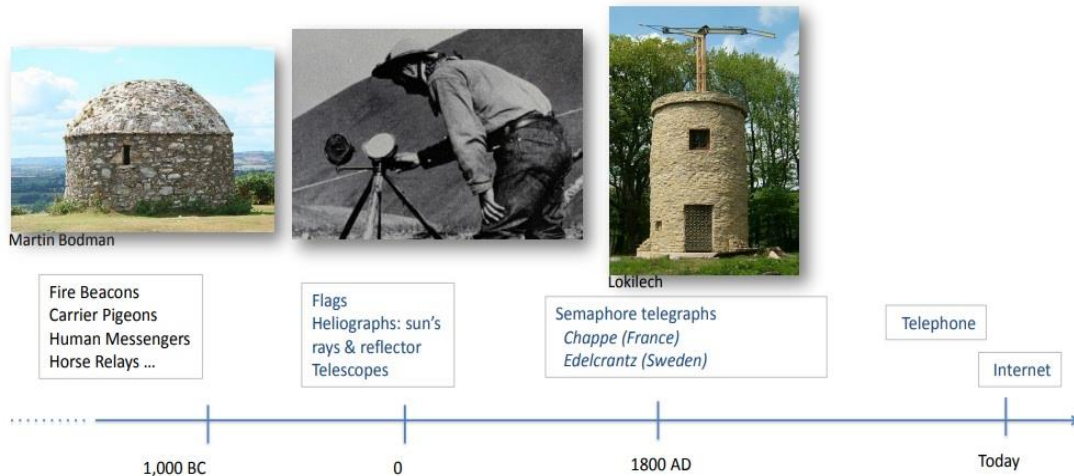 Martin Bodman
Lokilech
Fire Beacons
Carrier Pigeons
Human Messengers
Horse Relays ...
Flags
Heliographs: sun's
rays & reflector
Telescopes
Semaphore telegraphs
Chappe (France)
Edelcrantz (Sweden)
Telephone
Internet
1,000 BC
0
1800 AD
Today